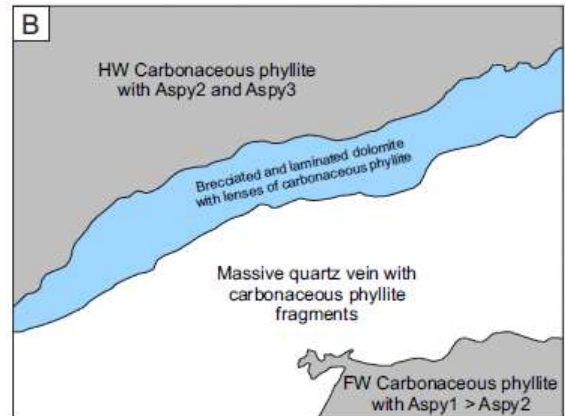 B
HW Carbonaceous phyllite
with Aspy2 and Aspy3
Brecciated and laminated dolomite
with lenses of carbonaceous phyllite
Massive quartz vein with
carbonaceous phyllite
fragments
FW Carbonaceous phyllite
with Aspy1 > Aspy2